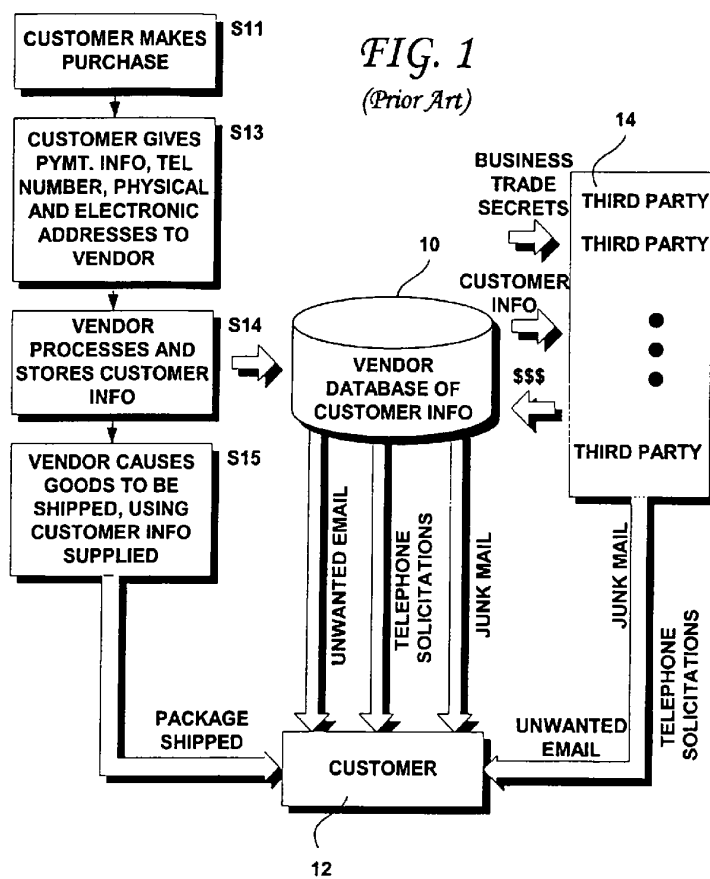 FIG. 1
(Prior Art)
CUSTOMER MAKES
PURCHASE
S11
CUSTOMER GIVES
PYMT. INFO, TEL
NUMBER, PHYSICAL
AND ELECTRONIC
ADDRESSES TO
VENDOR
S13
VENDOR
PROCESSES AND
STORES CUSTOMER
INFO
S14
VENDOR CAUSES
GOODS TO BE
SHIPPED, USING
CUSTOMER INFO
SUPPLIED
S15
PACKAGE
SHIPPED
10
VENDOR
DATABASE OF
CUSTOMER INFO
UNWANTED EMAIL
TELEPHONE
SOLICITATIONS
JUNK MAIL
CUSTOMER
12
BUSINESS
TRADE
SECRETS
CUSTOMER
INFO
$$$
14
THIRD PARTY
THIRD PARTY
THIRD PARTY
JUNK MAIL
TELEPHONE
SOLICITATIONS
UNWANTED
EMAIL